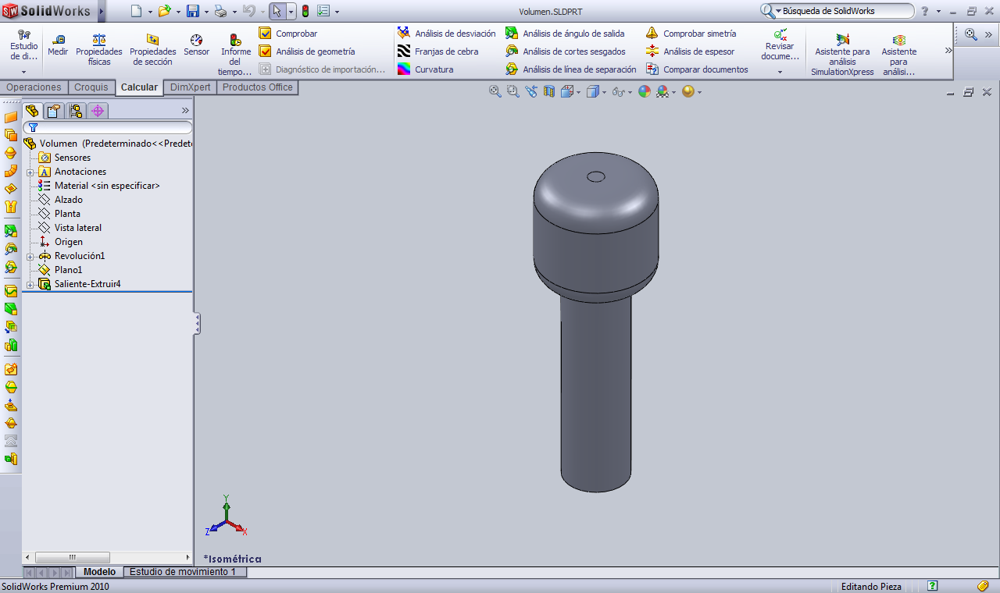 SolidWorks
Volumen.SLDPRT
Búsqueda de SolidWorks
Estudio de di...
Medir
Propiedades físicas
Propiedades de sección
Sensor
Informe del tiempo...
Comprobar
Análisis de geometría
Diagnóstico de importación...
Análisis de desviación
Franjas de cebra
Curvatura
Análisis de ángulo de salida
Análisis de cortes sesgados
Análisis de línea de separación
Comprobar simetría
Análisis de espesor
Comparar documentos
Revisar docume...
Asistente para análisis SimulationXpress
Asistente para análisi...
Operaciones
Croquis
Calcular
DimXpert
Productos Office
Volumen (Predeterminado<<Predete
Sensores
Anotaciones
Material <sin especificar>
Alzado
Planta
Vista lateral
Origen
Revolución1
Plano1
Saliente-Extruir4
Y
Z
X
*Isométrica
Modelo
Estudio de movimiento 1
SolidWorks Premium 2010
Editando Pieza